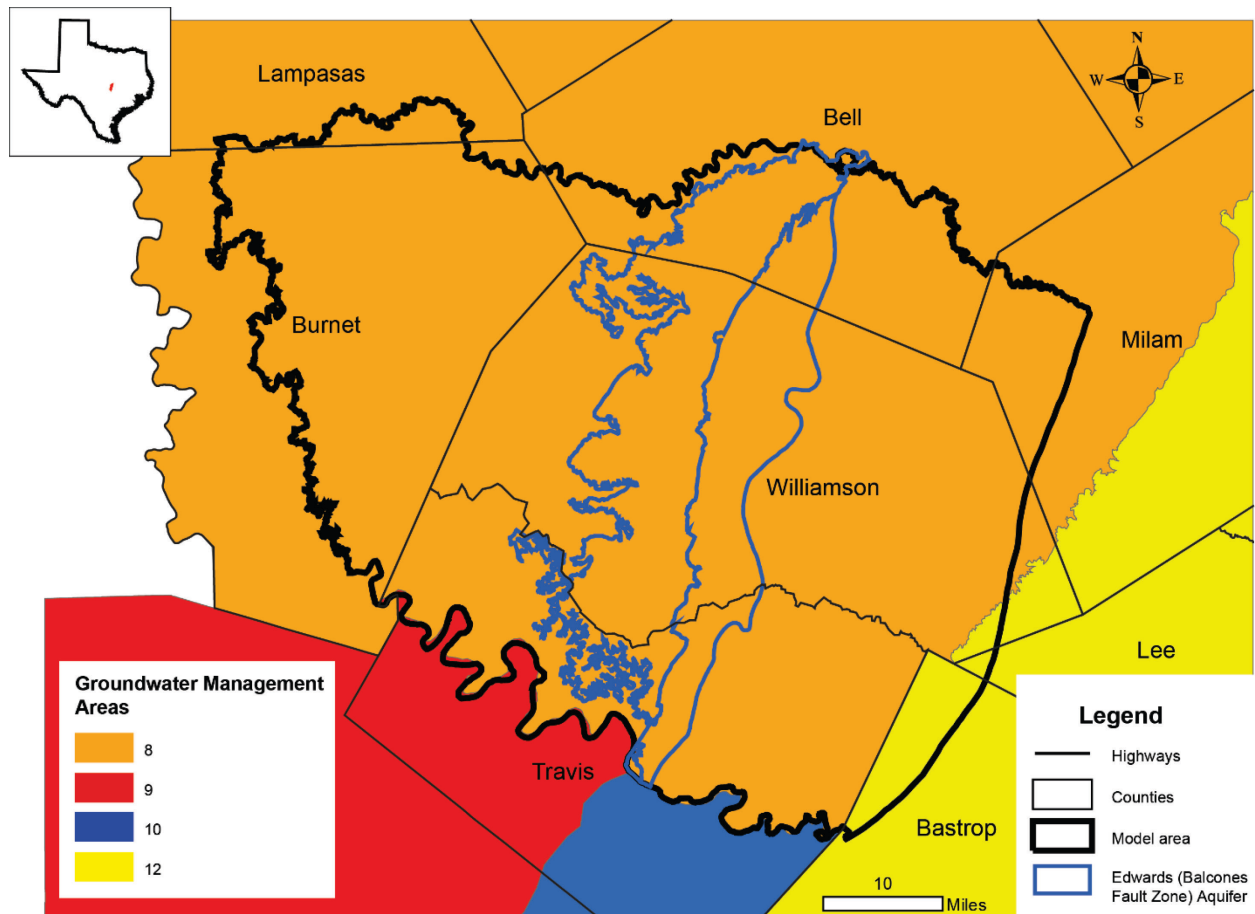 Lampasas
N
W
E
S
Bell
Burnet
Milam
Williamson
Lee
Travis
Bastrop
Groundwater Management
Areas
8
9
10
12
Legend
Highways
Counties
Model area
Edwards (Balcones
Fault Zone) Aquifer
10
Miles